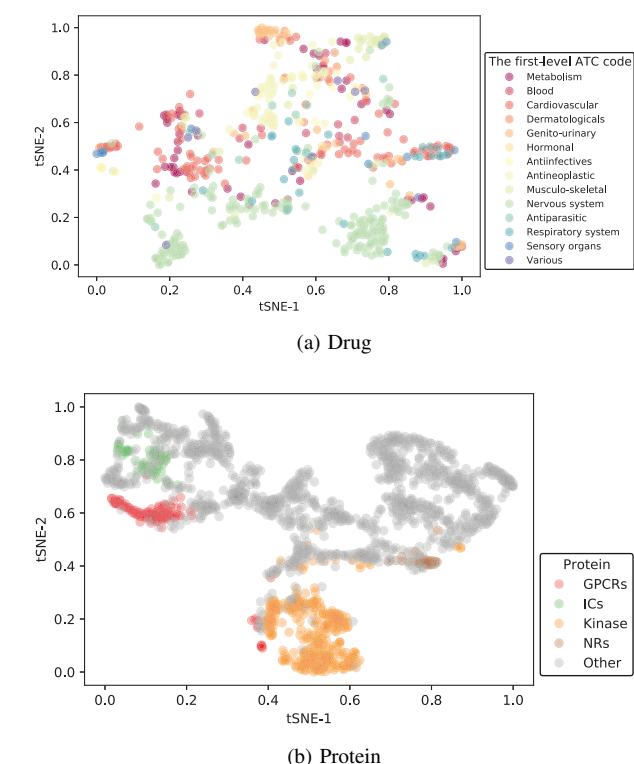 1.0
0.8
0.6
0.4
0.2
0.0
tSNE-2
0.0 0.2 0.4 0.6 0.8 1.0
tSNE-1
The first-level ATC code
Metabolism
Blood
Cardiovascular
Dermatologicals
Genito-urinary
Hormonal
Antiinfectives
Antineoplastic
Musculo-skeletal
Nervous system
Antiparasitic
Respiratory system
Sensory organs
Various
(a) Drug
1.0
0.8
0.6
0.4
0.2
0.0
tSNE-2
0.0 0.2 0.4 0.6 0.8 1.0
tSNE-1
Protein
GPCRs
ICs
Kinase
NRs
Other
(b) Protein